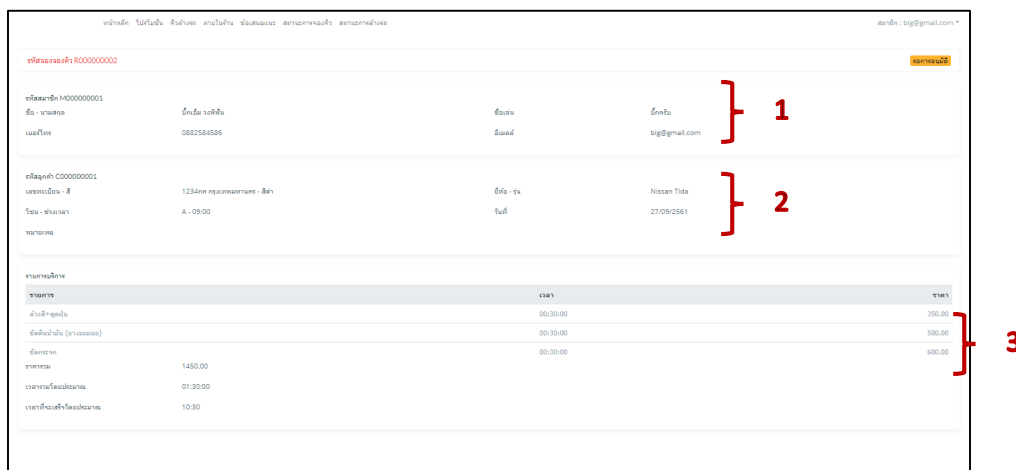 หน้าหลัก โปรโมชั่น คิวล้างรถ ภายในร้าน ข้อเสนอแนะ สถานะการจองคิว สถานะการล้างรถ สมาชิก : big@gmail.com
รหัสจองจองคิว R000000002 รอการอนุมัติ
รหัสสมาชิก M000000001
ชื่อ - นามสกุล บิ๊กเอ็ม วงศ์พื้น ชื่อเล่น บิ๊กครับ
เบอร์โทร 0882584586 อีเมลล์ big@gmail.com
1
รหัสลูกค้า C000000001
เลขทะเบียน - สี 1234กก กรุงเทพมหานคร - สีดำ ยี่ห้อ - รุ่น Nissan Tida
โซน - ช่วงเวลา A - 09:00 วันที่ 27/09/2561
หมายเหตุ
2
รายการบริการ
รายการ เวลา ราคา
ล้างสี+ดูดฝุ่น 00:30:00 350.00
ขัดดินน้ำมัน (ยางมะตอย) 00:30:00 500.00
ขัดกระจก 00:30:00 600.00
ราคารวม 1450.00
เวลารวมโดยประมาณ 01:30:00
เวลาที่จะเสร็จโดยประมาณ 10:30
3